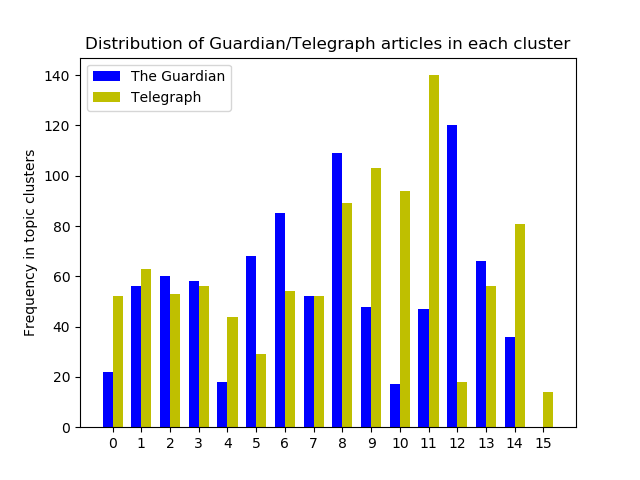 Distribution of Guardian/Telegraph articles in each cluster
The Guardian
Telegraph
Frequency in topic clusters
140
120
100
80
60
40
20
0
0 1 2 3 4 5 6 7 8 9 10 11 12 13 14 15